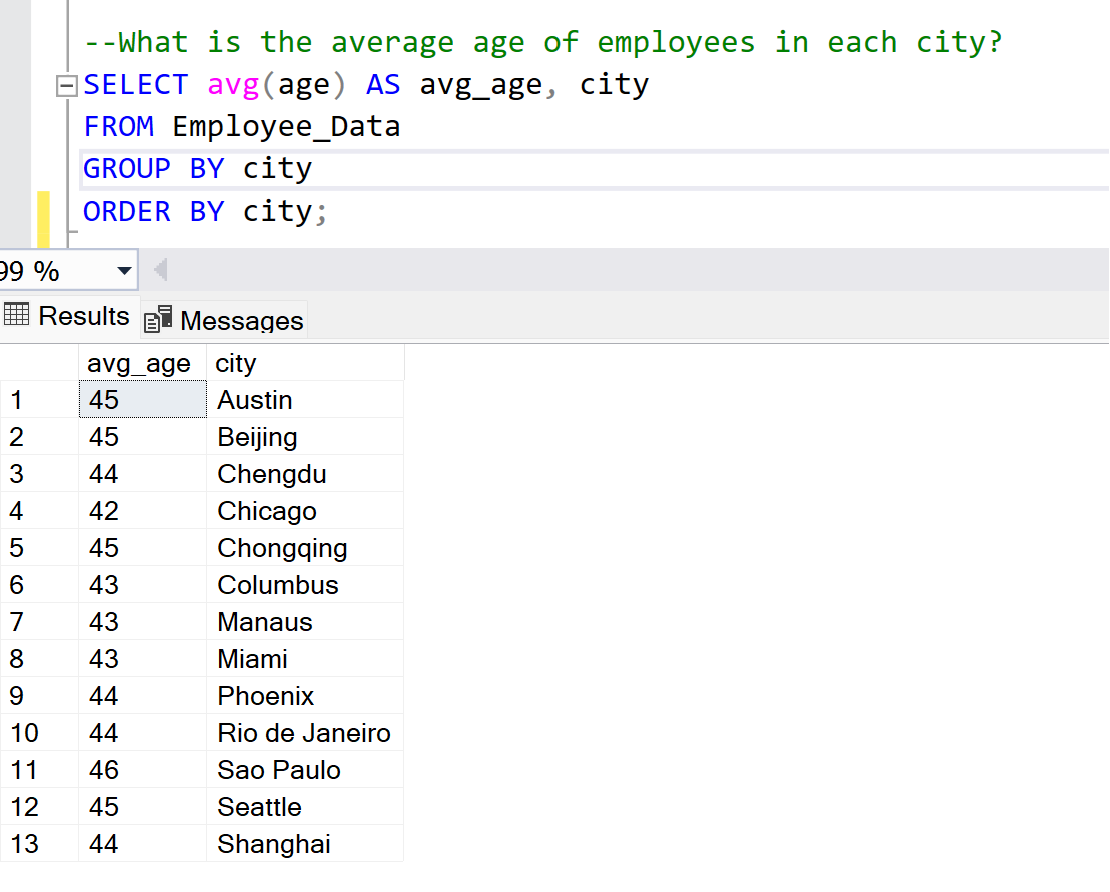 --What is the average age of employees in each city?
SELECT avg(age) AS avg_age, city
FROM Employee_Data
GROUP BY city
ORDER BY city;
99 %
Results Messages
avg_age city
1 45 Austin
2 45 Beijing
3 44 Chengdu
4 42 Chicago
5 45 Chongqing
6 43 Columbus
7 43 Manaus
8 43 Miami
9 44 Phoenix
10 44 Rio de Janeiro
11 46 Sao Paulo
12 45 Seattle
13 44 Shanghai